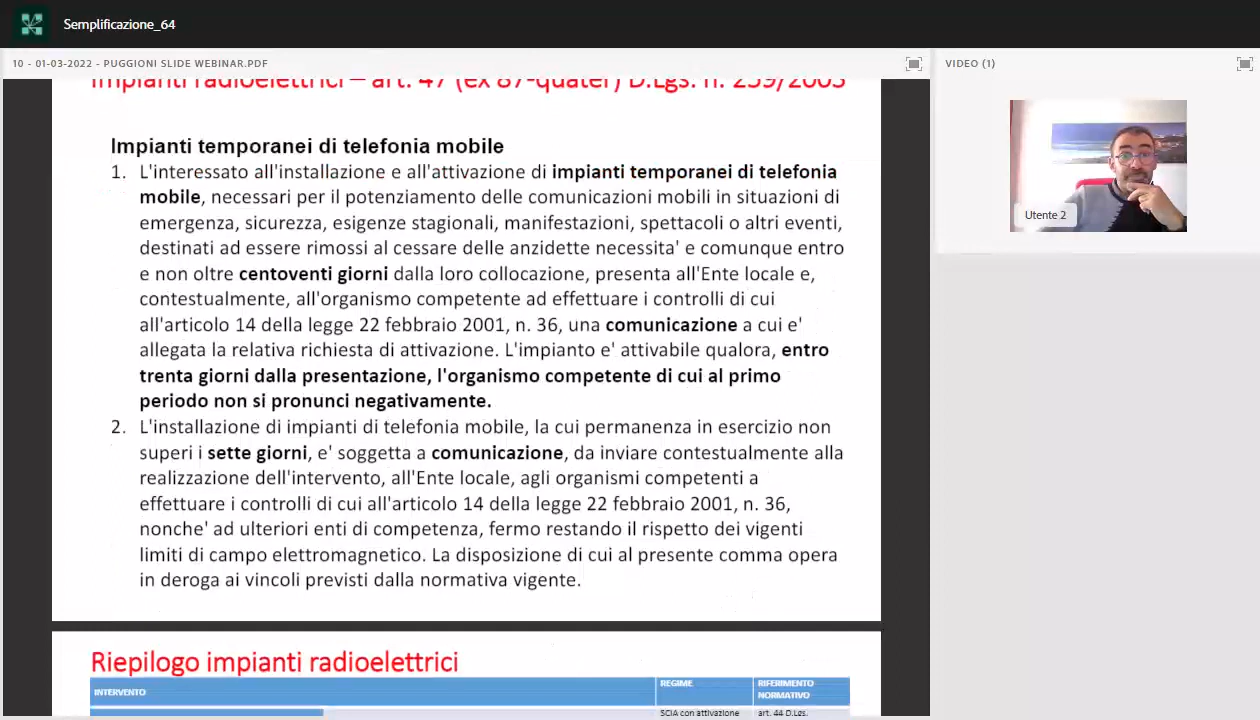 Semplificazione_64
10 - 01-03-2022 - PUGGIONI SLIDE WEBINAR.PDF
VIDEO (1)
Impianti radioelettrici – art. 47 (ex 87-quater) D.Lgs. n. 259/2003
Impianti temporanei di telefonia mobile
1. L'interessato all'installazione e all'attivazione di impianti temporanei di telefonia
mobile, necessari per il potenziamento delle comunicazioni mobili in situazioni di
emergenza, sicurezza, esigenze stagionali, manifestazioni, spettacoli o altri eventi,
destinati ad essere rimossi al cessare delle anzidette necessita' e comunque entro
e non oltre centoventi giorni dalla loro collocazione, presenta all'Ente locale e,
contestualmente, all'organismo competente ad effettuare i controlli di cui
all'articolo 14 della legge 22 febbraio 2001, n. 36, una comunicazione a cui e'
allegata la relativa richiesta di attivazione. L'impianto e' attivabile qualora, entro
trenta giorni dalla presentazione, l'organismo competente di cui al primo
periodo non si pronunci negativamente.
2. L'installazione di impianti di telefonia mobile, la cui permanenza in esercizio non
superi i sette giorni, e' soggetta a comunicazione, da inviare contestualmente alla
realizzazione dell'intervento, all'Ente locale, agli organismi competenti a
effettuare i controlli di cui all'articolo 14 della legge 22 febbraio 2001, n. 36,
nonche' ad ulteriori enti di competenza, fermo restando il rispetto dei vigenti
limiti di campo elettromagnetico. La disposizione di cui al presente comma opera
in deroga ai vincoli previsti dalla normativa vigente.
Utente 2
Riepilogo impianti radioelettrici
INTERVENTO
REGIME
RIFERIMENTO
NORMATIVO
SCIA con attivazione
art. 44 D.Lgs.